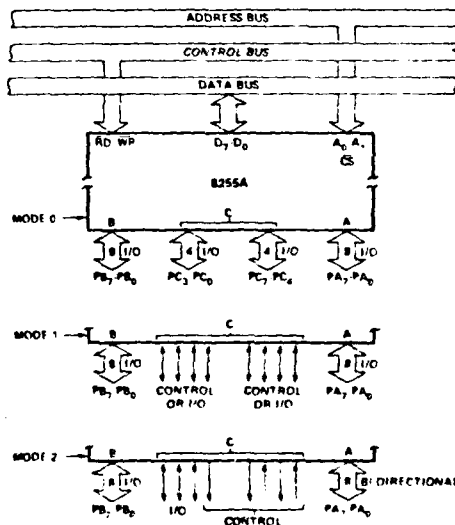 ADDRESS BUS
CONTROL BUS
DATA BUS
RD WR D7-D0 A0 A1
CS
8255A
MODE 0 B C A
8 I/O 4 I/O 4 I/O 8 I/O
PB7-PB0 PC3 PC0 PC7 PC4 PA7-PA0
MODE 1 B C A
8 I/O 8 I/O
PB7 PB0 CONTROL OR I/O CONTROL OR I/O PA7 PA0
MODE 2 B C A
8 I/O 8 BI-DIRECTIONAL
PB7 PB0 I/O CONTROL PA7 PA0